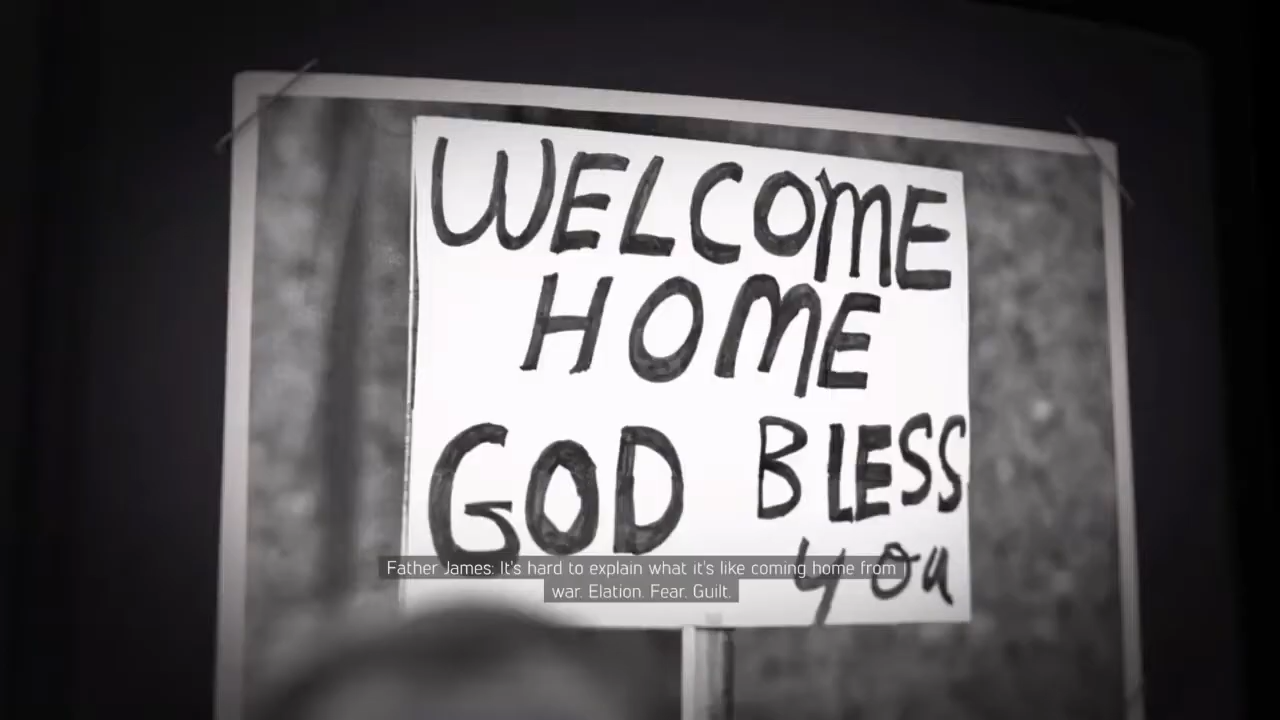 WELCOME
HOME
GOD BLESS
you
Father James: It's hard to explain what it's like coming home from
war. Elation. Fear. Guilt.